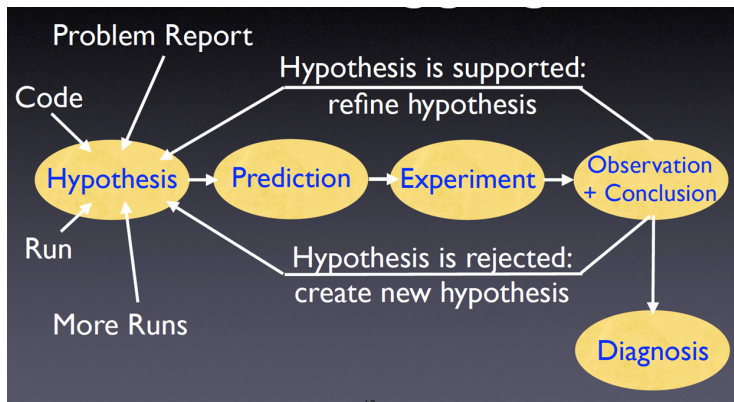 Problem Report
Hypothesis is supported:
refine hypothesis
Code
Hypothesis
Prediction
Experiment
Observation
+ Conclusion
Run
Hypothesis is rejected:
create new hypothesis
More Runs
Diagnosis